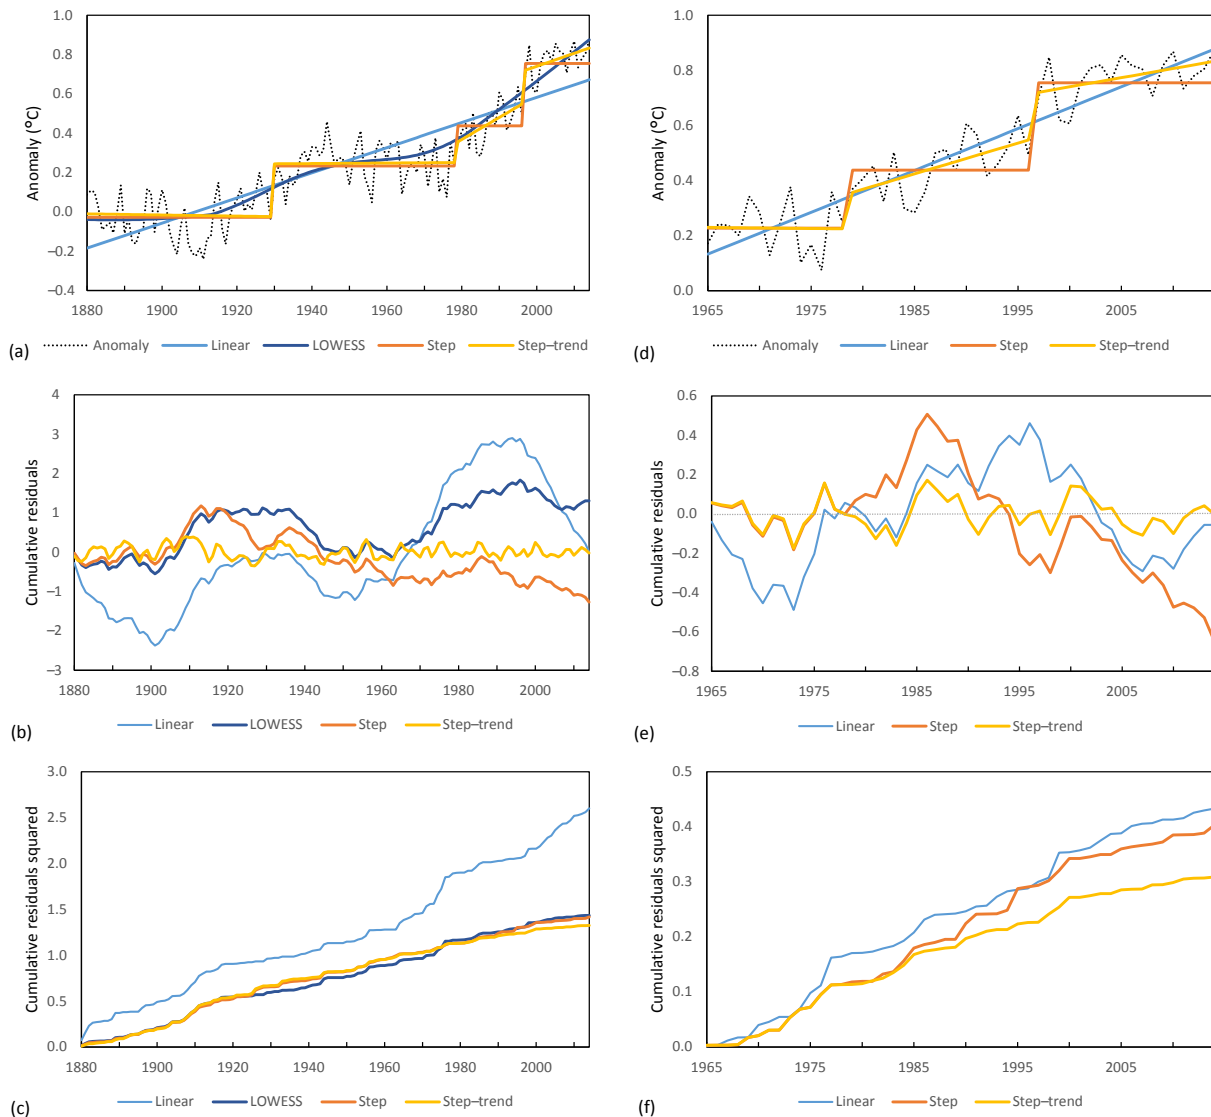 1.0
0.8
0.6
0.4
0.2
0.0
−0.2
−0.4
Anomaly (°C)
1880 1900 1920 1940 1960 1980 2000
(a)
Anomaly Linear LOWESS Step Step–trend
1.0
0.8
0.6
0.4
0.2
0.0
Anomaly (°C)
1965 1975 1985 1995 2005
(d)
Anomaly Linear Step Step–trend
4
3
2
1
0
−1
−2
−3
Cumulative residuals
1880 1900 1920 1940 1960 1980 2000
(b)
Linear LOWESS Step Step–trend
0.6
0.4
0.2
0.0
−0.2
−0.4
−0.6
−0.8
Cumulative residuals
1965 1975 1985 1995 2005
(e)
Linear Step Step–trend
3.0
2.5
2.0
1.5
1.0
0.5
0.0
Cumulative residuals squared
1880 1900 1920 1940 1960 1980 2000
(c)
Linear LOWESS Step Step–trend
0.5
0.4
0.3
0.2
0.1
0.0
Cumulative residuals squared
1965 1975 1985 1995 2005
(f)
Linear Step Step–trend